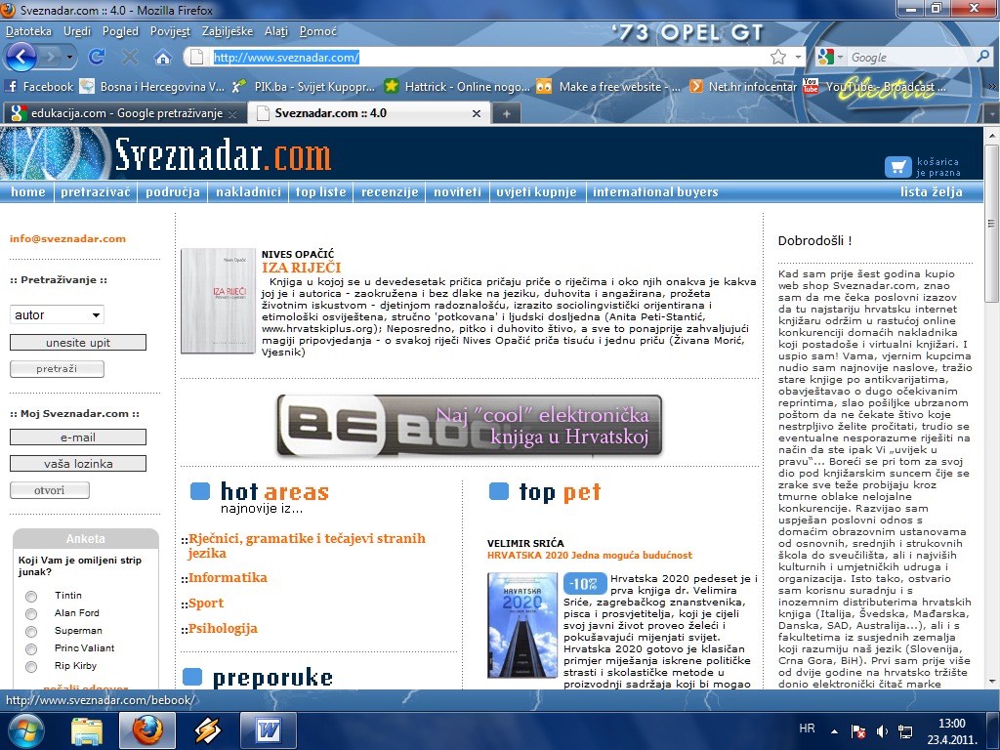 Sveznadar.com :: 4.0 - Mozilla Firefox
Datoteka Uredi Pogled Povijest Zabilješke Alati Pomoć
'73 OPEL GT
http://www.sveznadar.com/
Google
Facebook Bosna i Hercegovina V... PIK.ba - Svijet Kupopro... Hattrick - Online nogo... Make a free website - ... Net.hr infocentar YouTube - Broadcast ...
Electric
edukacija.com - Google pretraživanje Sveznadar.com :: 4.0
Sveznadar.com
košarica
je prazna
home pretrazivač područja nakladnici top liste recenzije noviteti uvjeti kupnje international buyers lista želja
info@sveznadar.com
:: Pretraživanje ::
autor
unesite upit
pretraži
:: Moj Sveznadar.com ::
e-mail
vaša lozinka
otvori
Anketa
Koji Vam je omiljeni strip
junak?
Tintin
Alan Ford
Superman
Princ Valiant
Rip Kirby
pošalji odgovor
Nives Opačić
IZA RIJEČI
NIVES OPAČIĆ
IZA RIJEČI
Knjiga u kojoj se u devedesetak pričica pričaju priče o riječima i oko njih onakva je kakva
joj je i autorica - zaokružena i bez dlake na jeziku, duhovita i angažirana, prožeta
životnim iskustvom - djetinjom radoznalošću, izrazito sociolingvistički orijentirana i
etimološki osviještena, stručno 'potkovana' i ljudski dosljedna (Anita Peti-Stantić,
www.hrvatskiplus.org); Neposredno, pitko i duhovito štivo, a sve to ponajprije zahvaljujući
magiji pripovjedanja - o svakoj riječi Nives Opačić priča tisuću i jednu priču (Živana Morić,
Vjesnik)
BE BOOK
Naj "cool" elektronička
knjiga u Hrvatskoj
hot areas
najnovije iz...
::Rječnici, gramatike i tečajevi stranih
jezika
::Informatika
::Sport
::Psihologija
preporuke
top pet
VELIMIR SRIĆA
HRVATSKA 2020 Jedna moguća budućnost
HRVATSKA
2020
-10%
Hrvatska 2020 pedeset je i
prva knjiga dr. Velimira
Sriće, zagrebačkog znanstvenika,
pisca i prosvjetitelja, koji je cijeli
svoj javni život proveo želeći i
pokušavajući mijenjati svijet.
Hrvatska 2020 gotovo je klasičan
primjer miješanja iskrene političke
strasti i skolastičke metode u
proizvodnji sadržaja koji bi mogao
Dobrodošli !
Kad sam prije šest godina kupio
web shop Sveznadar.com, znao
sam da me čeka poslovni izazov
da tu najstariju hrvatsku internet
knjižaru održim u rastućoj online
konkurenciji domaćih nakladnika
koji postadoše i virtualni knjižari. I
uspio sam! Vama, vjernim kupcima
nudio sam najnovije naslove, tražio
stare knjige po antikvarijatima,
obavještavao o dugo očekivanim
reprintima, slao pošiljke ubrzanom
poštom da ne čekate štivo koje
nestrpljivo želite pročitati, trudio se
eventualne nesporazume riješiti na
način da ste ipak Vi „uvijek u
pravu"... Boreći se pri tom za svoj
dio pod knjižarskim suncem čije se
zrake sve teže probijaju kroz
tmurne oblake nelojalne
konkurencije. Razvijao sam
uspješan poslovni odnos s
domaćim obrazovnim ustanovama
od osnovnih, srednjih i strukovnih
škola do sveučilišta, ali i najviših
kulturnih i umjetničkih udruga i
organizacija. Isto tako, ostvario
sam korisnu suradnju i s
inozemnim distributerima hrvatskih
knjiga (Italija, Švedska, Mađarska,
Danska, SAD, Australija...), ali i s
fakultetima iz susjednih zemalja
koji razumiju naš jezik (Slovenija,
Crna Gora, BiH). Prvi sam prije više
od dvije godine na hrvatsko tržište
donio elektronički čitač marke
http://www.sveznadar.com/bebook/
HR
13:00
23.4.2011.